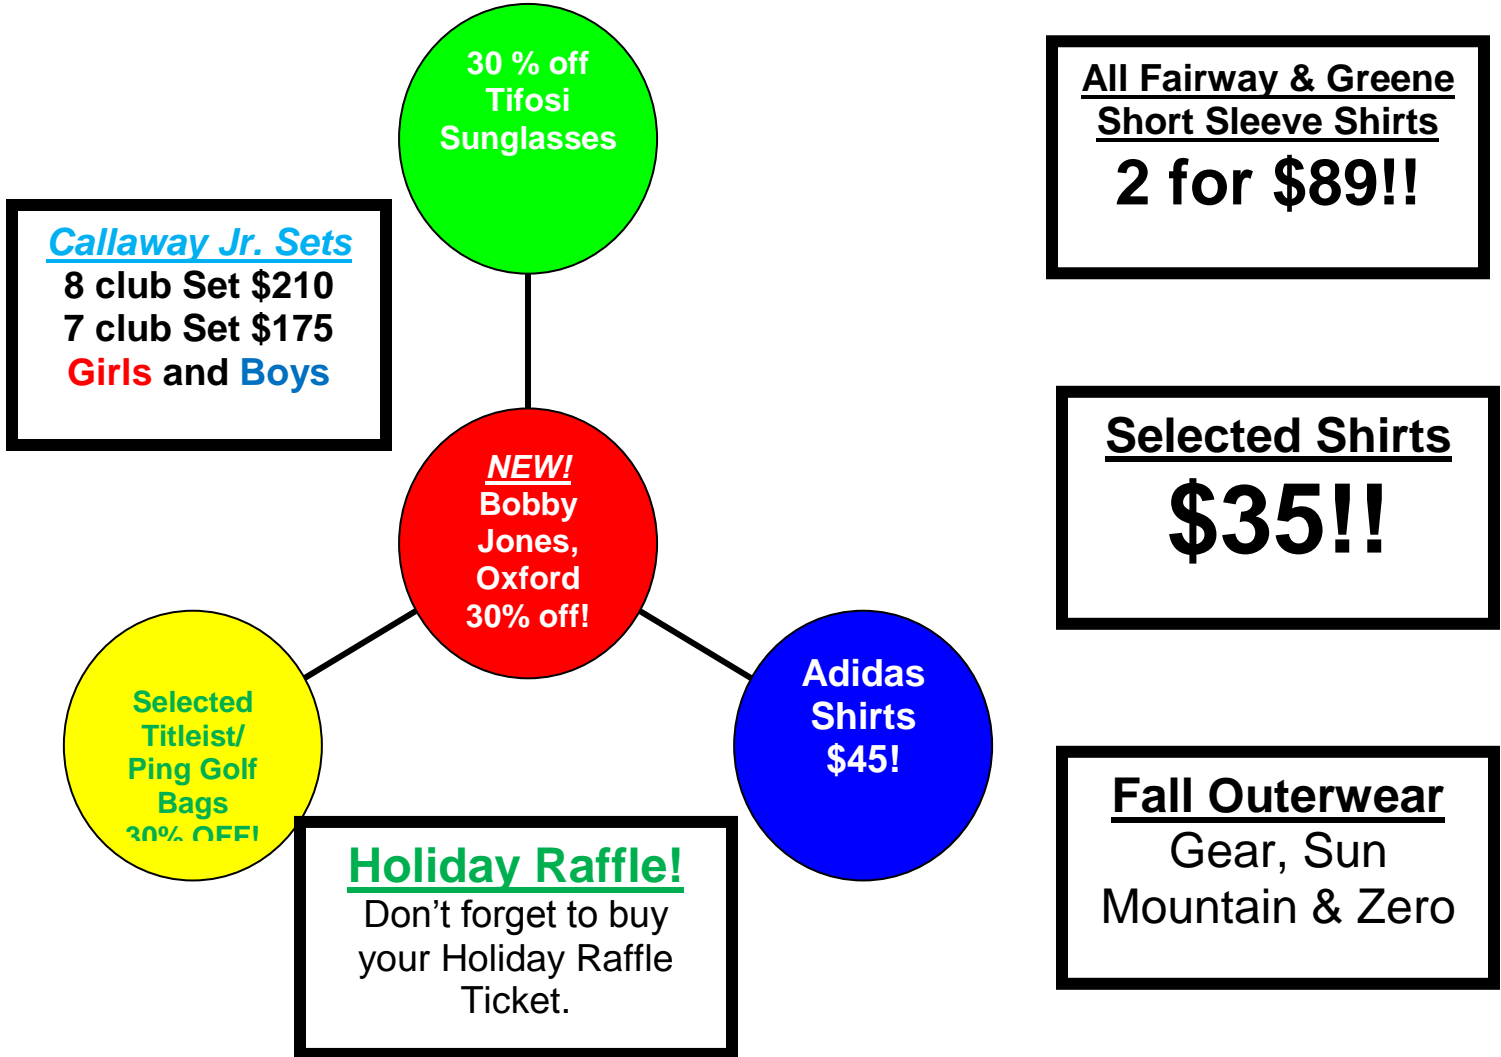 30 % off
Tifosi
Sunglasses
All Fairway & Greene
Short Sleeve Shirts
2 for $89!!
Callaway Jr. Sets
8 club Set $210
7 club Set $175
Girls and Boys
NEW!
Bobby
Jones,
Oxford
30% off!
Selected Shirts
$35!!
Selected
Titleist/
Ping Golf
Bags
30% OFF!
Adidas
Shirts
$45!
Holiday Raffle!
Don’t forget to buy
your Holiday Raffle
Ticket.
Fall Outerwear
Gear, Sun
Mountain & Zero